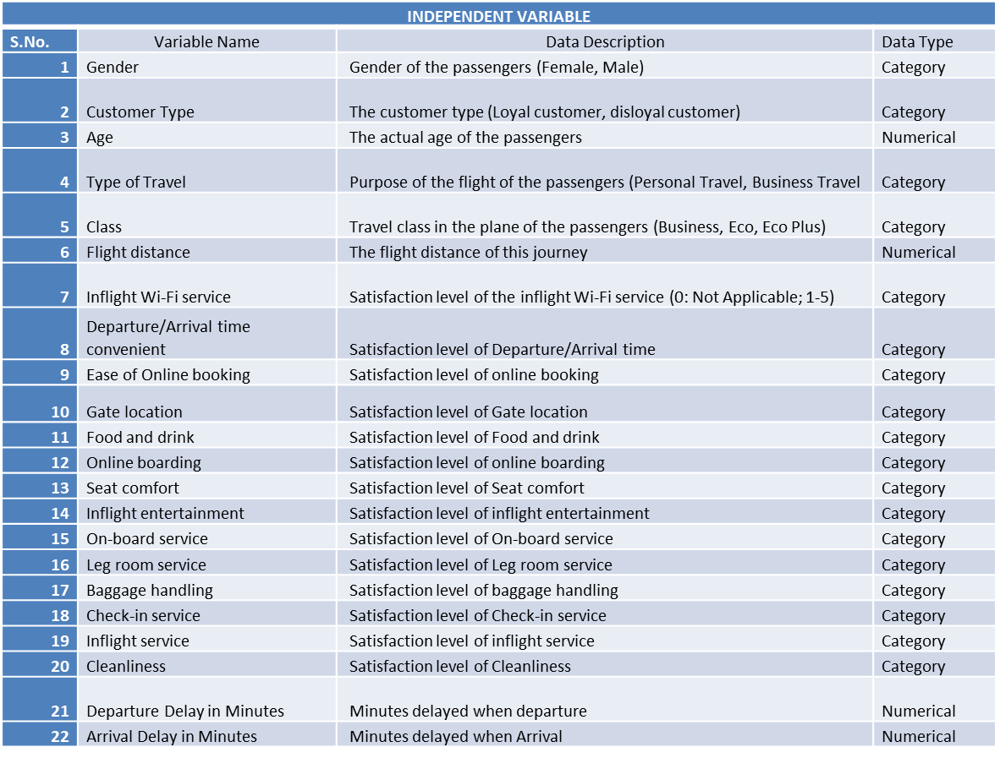 INDEPENDENT VARIABLE
S.No. Variable Name Data Description Data Type
1 Gender Gender of the passengers (Female, Male) Category
2 Customer Type The customer type (Loyal customer, disloyal customer) Category
3 Age The actual age of the passengers Numerical
4 Type of Travel Purpose of the flight of the passengers (Personal Travel, Business Travel Category
5 Class Travel class in the plane of the passengers (Business, Eco, Eco Plus) Category
6 Flight distance The flight distance of this journey Numerical
7 Inflight Wi-Fi service Satisfaction level of the inflight Wi-Fi service (0: Not Applicable; 1-5) Category
Departure/Arrival time
8 convenient Satisfaction level of Departure/Arrival time Category
9 Ease of Online booking Satisfaction level of online booking Category
10 Gate location Satisfaction level of Gate location Category
11 Food and drink Satisfaction level of Food and drink Category
12 Online boarding Satisfaction level of online boarding Category
13 Seat comfort Satisfaction level of Seat comfort Category
14 Inflight entertainment Satisfaction level of inflight entertainment Category
15 On-board service Satisfaction level of On-board service Category
16 Leg room service Satisfaction level of Leg room service Category
17 Baggage handling Satisfaction level of baggage handling Category
18 Check-in service Satisfaction level of Check-in service Category
19 Inflight service Satisfaction level of inflight service Category
20 Cleanliness Satisfaction level of Cleanliness Category
21 Departure Delay in Minutes Minutes delayed when departure Numerical
22 Arrival Delay in Minutes Minutes delayed when Arrival Numerical